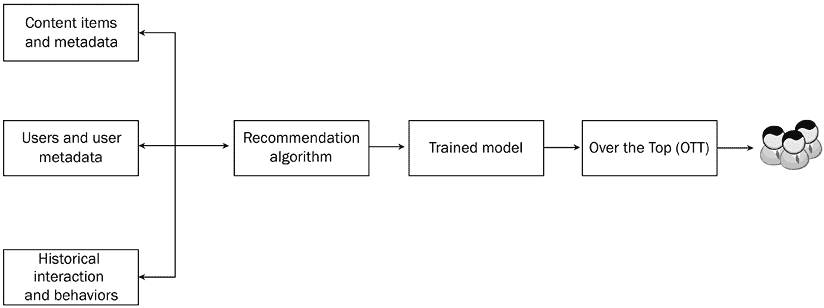 Content items
and metadata
Users and user
metadata
Recommendation
algorithm
Trained model
Over the Top (OTT)
Historical
interaction
and behaviors